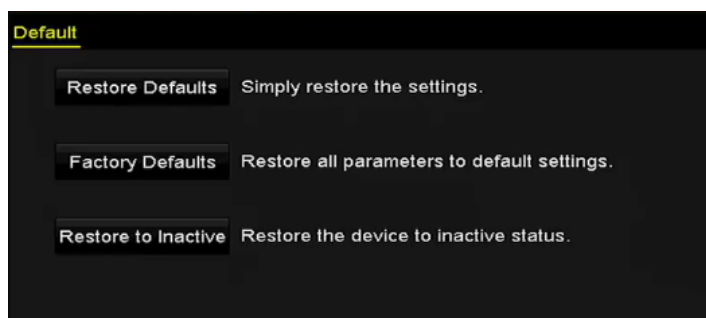 Default
Restore Defaults Simply restore the settings.
Factory Defaults Restore all parameters to default settings.
Restore to Inactive Restore the device to inactive status.